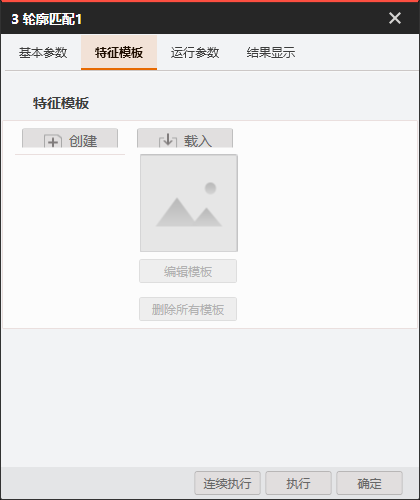 3 轮廓匹配1
基本参数 特征模板 运行参数 结果显示
特征模板
创建 载入
编辑模板
删除所有模板
连续执行 执行 确定